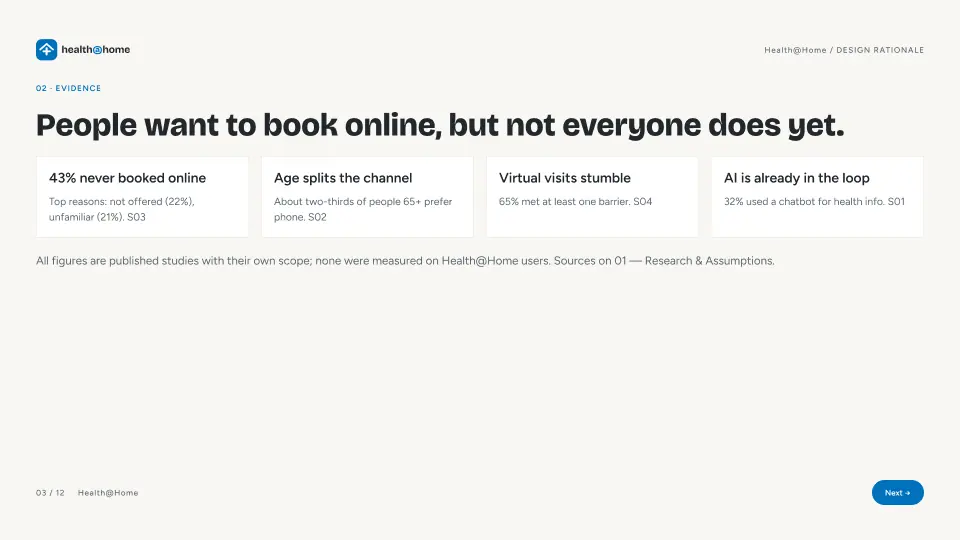 health@home
Health@Home / DESIGN RATIONALE
02 · EVIDENCE
People want to book online, but not everyone does yet.
43% never booked online
Top reasons: not offered (22%),
unfamiliar (21%). S03
Age splits the channel
About two-thirds of people 65+ prefer
phone. S02
Virtual visits stumble
65% met at least one barrier. S04
AI is already in the loop
32% used a chatbot for health info. S01
All figures are published studies with their own scope; none were measured on Health@Home users. Sources on 01 — Research & Assumptions.
03 / 12 Health@Home
Next →